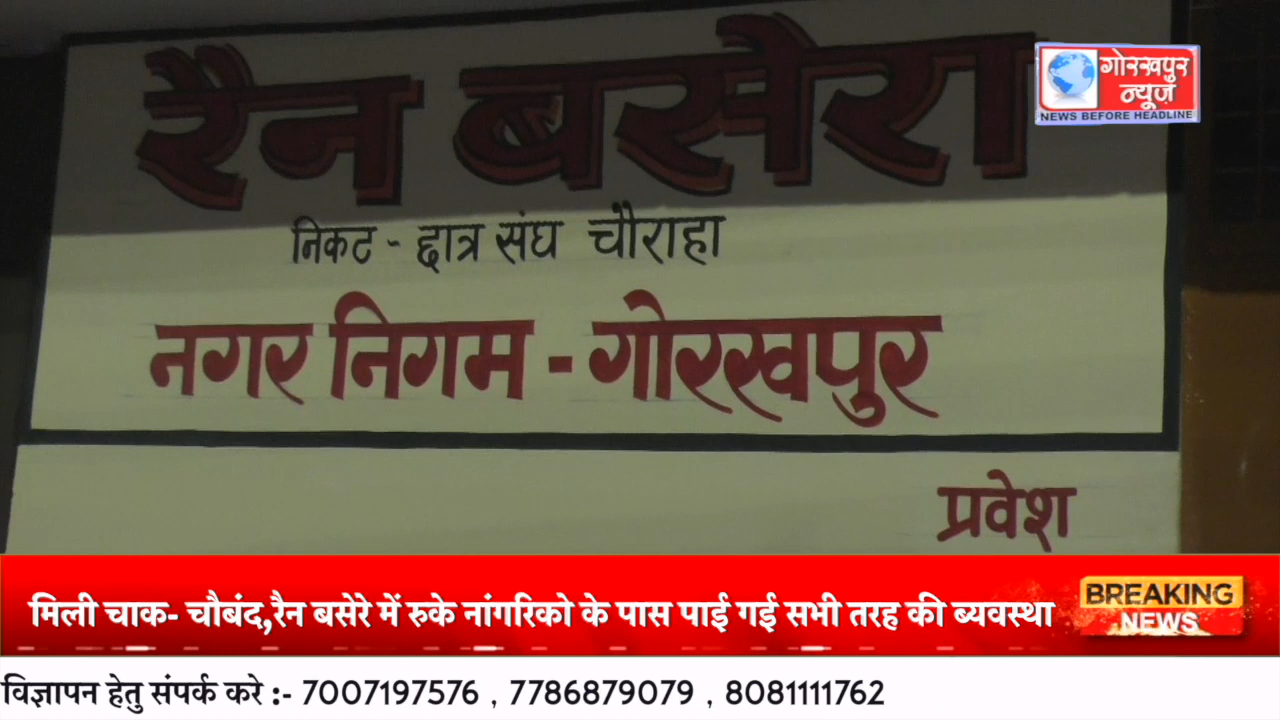 रैन बसेरा
गोरखपुर
न्यूज़
NEWS BEFORE HEADLINE
निकट - छात्र संघ चौराहा
नगर निगम - गोरखपुर
प्रवेश
मिली चाक- चौबंद,रैन बसेरे में रुके नांगरिको के पास पाई गई सभी तरह की ब्यवस्था
BREAKING
NEWS
विज्ञापन हेतु संपर्क करे :- 7007197576 , 7786879079 , 8081111762